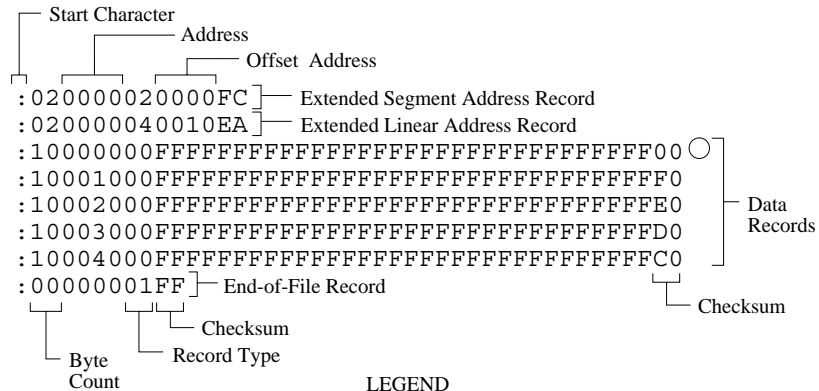 Start Character
Address
Offset Address
:020000020000FC
Extended Segment Address Record
:020000040010EA
Extended Linear Address Record
:10000000FFFFFFFFFFFFFFFFFFFFFFFFFFFFFFFF00
:10001000FFFFFFFFFFFFFFFFFFFFFFFFFFFFFFFFF0
:10002000FFFFFFFFFFFFFFFFFFFFFFFFFFFFFFFFE0
:10003000FFFFFFFFFFFFFFFFFFFFFFFFFFFFFFFFD0
:10004000FFFFFFFFFFFFFFFFFFFFFFFFFFFFFFFFC0
Data
Records
:00000001FF
End-of-File Record
Checksum
Checksum
Record Type
Byte
Count
LEGEND